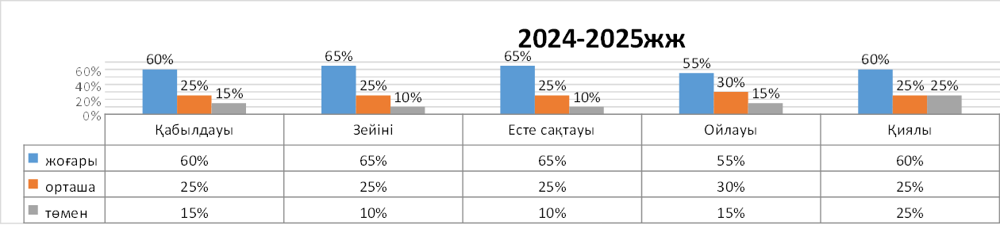 2024-2025жж
60% 25% 15% 65% 25% 10% 65% 25% 10% 55% 30% 15% 60% 25% 25%
60%
40%
20%
0%
Қабылдауы Зейіні Есте сақтауы Ойлауы Қиялы
жоғары 60% 65% 65% 55% 60%
орташа 25% 25% 25% 30% 25%
төмен 15% 10% 10% 15% 25%